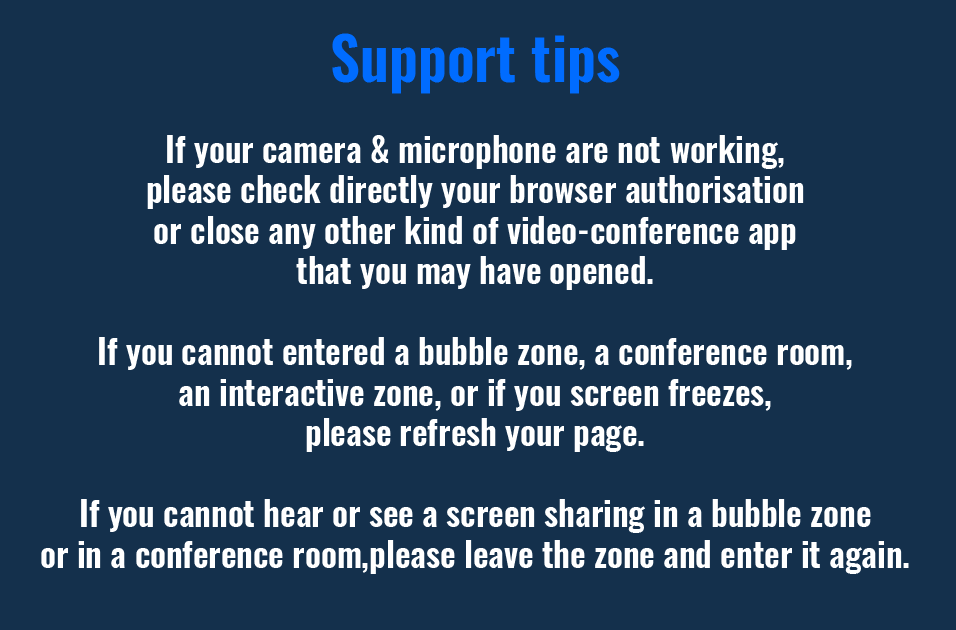 Support tips
If your camera & microphone are not working,
please check directly your browser authorisation
or close any other kind of video-conference app
that you may have opened.
If you cannot entered a bubble zone, a conference room,
an interactive zone, or if you screen freezes,
please refresh your page.
If you cannot hear or see a screen sharing in a bubble zone
or in a conference room,please leave the zone and enter it again.